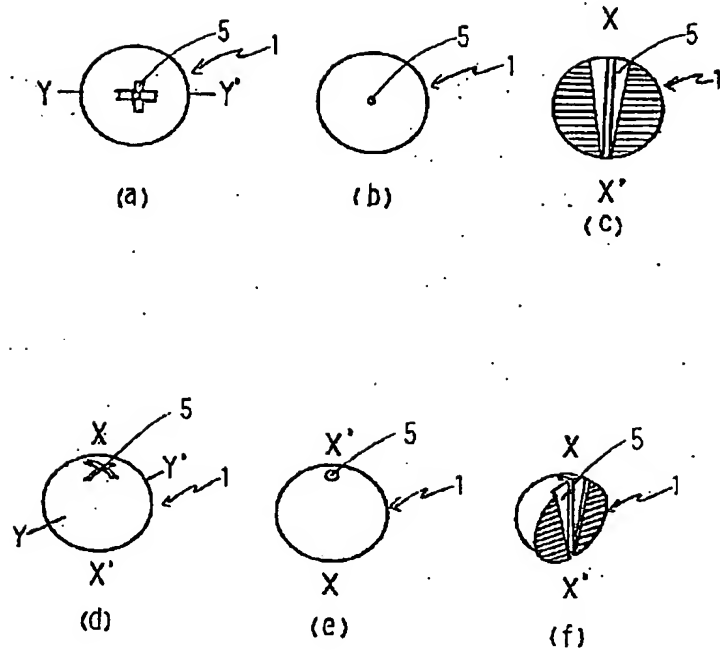 5 1 5 1 X 5 1
Y Y'
X'
(a) (b) (c)
X 5 X' 5 X 5
Y' 1 1 1
Y
X' X X'
(d) (e) (f)